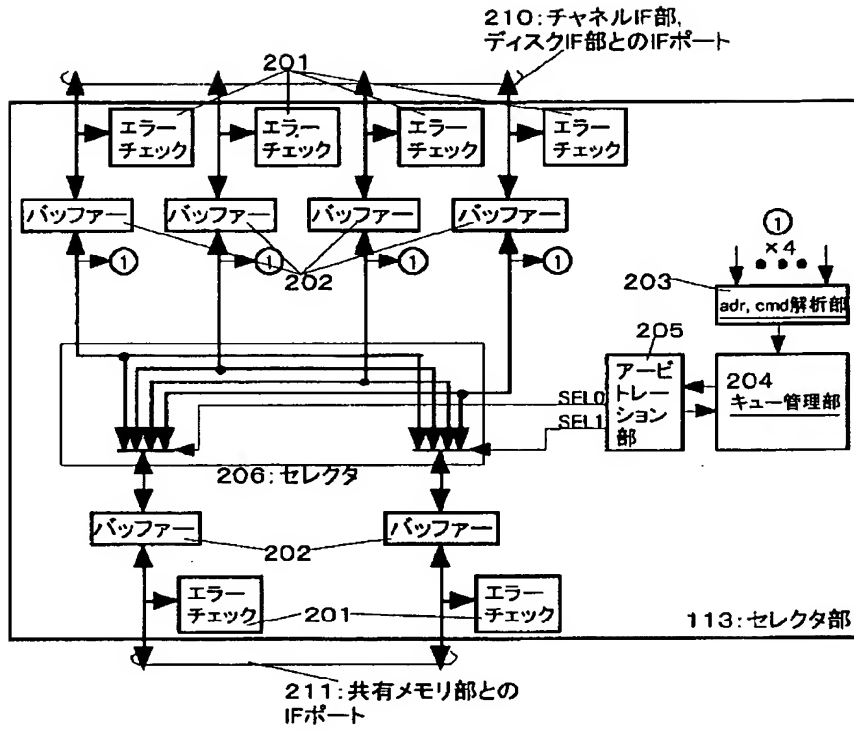 210:チャネルIF部,
ディスクIF部とのIFポート
201
エラー
チェック
エラー
チェック
エラー
チェック
エラー
チェック
バッファー
バッファー
バッファー
バッファー
①
①
①
①
202
①
×4
203
adr, cmd解析部
205
アービ
トレー
ション
部
204
キュー管理部
SEL0
SEL1
206:セレクタ
バッファー
バッファー
202
エラー
チェック
エラー
チェック
201
113:セレクタ部
211:共有メモリ部との
IFポート